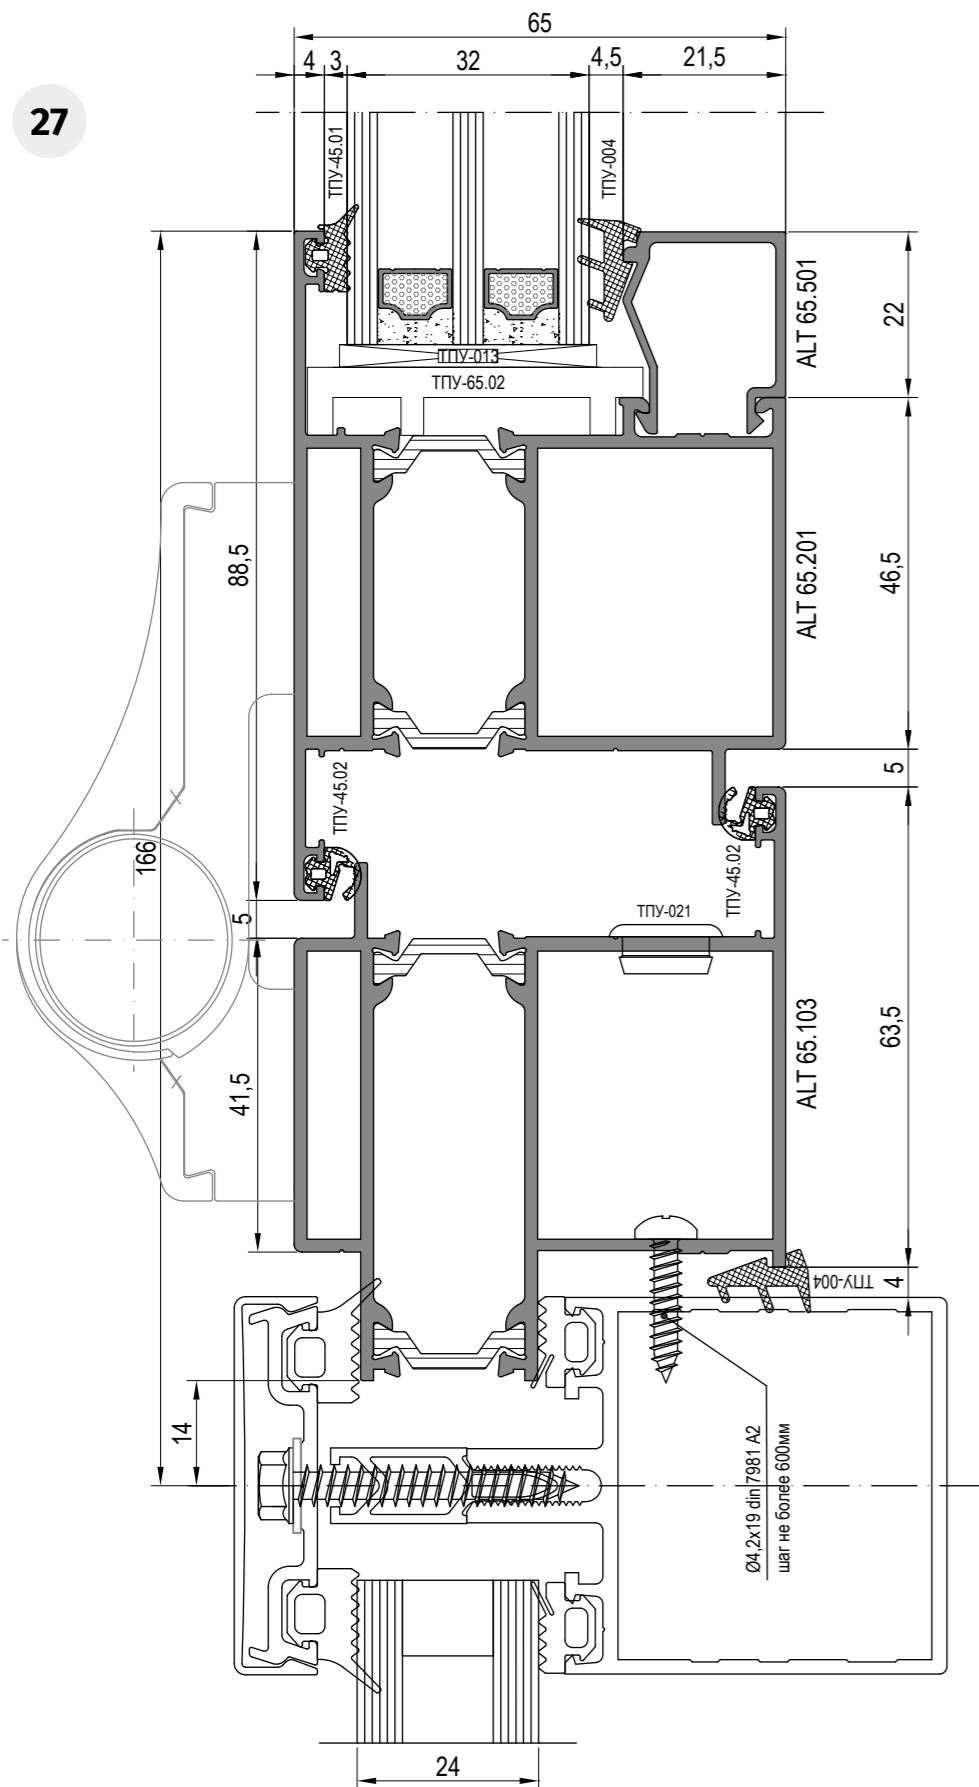 65
4
3
32
4,5
21,5
27
ТПУ-45.01
ТПУ-004
ТПУ-013
ТПУ-65.02
ALT 65.501
22
88,5
ALT 65.201
46,5
ТПУ-45.02
5
166
5
ТПУ-021
ТПУ-45.02
41,5
ALT 65.103
63,5
ТПУ-004
4
14
Ø4,2x19 din 7981 A2
шаг не более 600мм
24